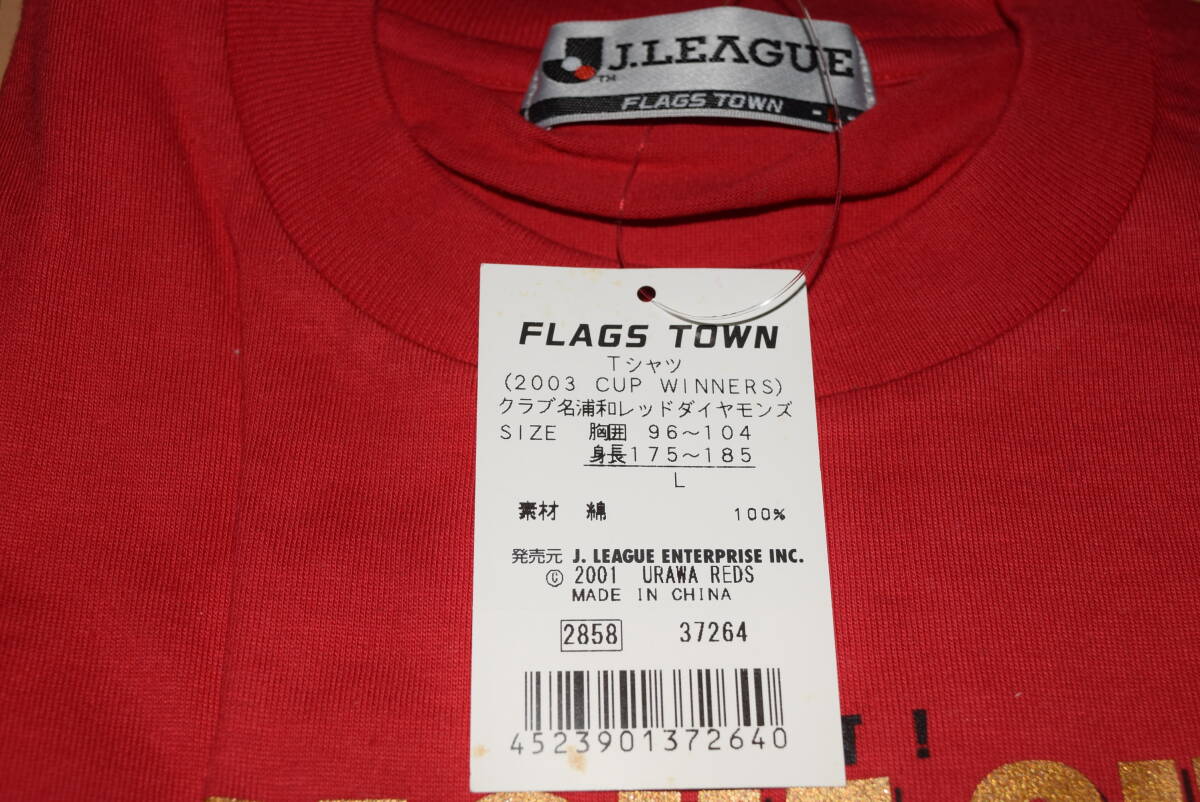 J.LEAGUE
TM
FLAGS TOWN
FLAGS TOWN
Tシャツ
(2003 CUP WINNERS)
クラブ名浦和レッドダイヤモンズ
SIZE 胸囲 96～104
身長175～185
L
素材 綿 100%
発売元 J. LEAGUE ENTERPRISE INC.
© 2001 URAWA REDS
MADE IN CHINA
2858 37264
4523901372640
T!